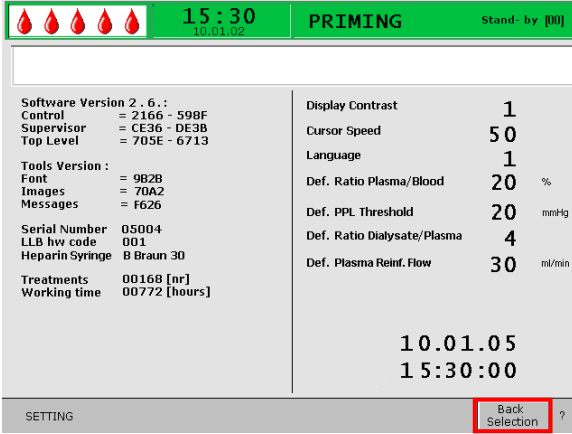 15:30
10.01.02
PRIMING
Stand- by [00]
Software Version 2 . 6 . :
Control = 2166 - 598F
Supervisor = CE36 - DE3B
Top Level = 705E - 6713
Tools Version :
Font = 9B2B
Images = 70A2
Messages = F626
Serial Number 05004
LLB hw code 001
Heparin Syringe B Braun 30
Treatments 00168 [nr]
Working time 00772 [hours]
Display Contrast 1
Cursor Speed 50
Language 1
Def. Ratio Plasma/Blood 20 %
Def. PPL Threshold 20 mmHg
Def. Ratio Dialysate/Plasma 4
Def. Plasma Reinf. Flow 30 ml/min
10.01.05
15:30:00
SETTING
Back
Selection
?